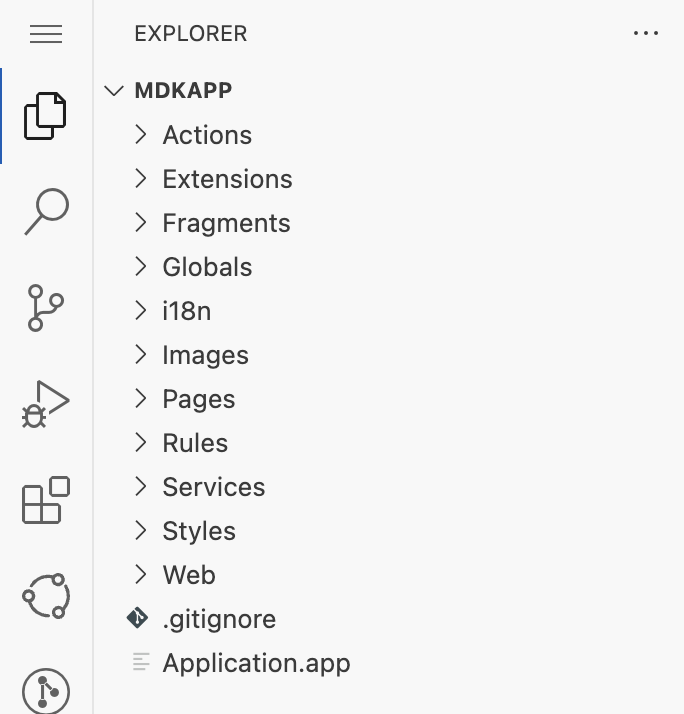 EXPLORER
MDKAPP
Actions
Extensions
Fragments
Globals
i18n
Images
Pages
Rules
Services
Styles
Web
.gitignore
Application.app